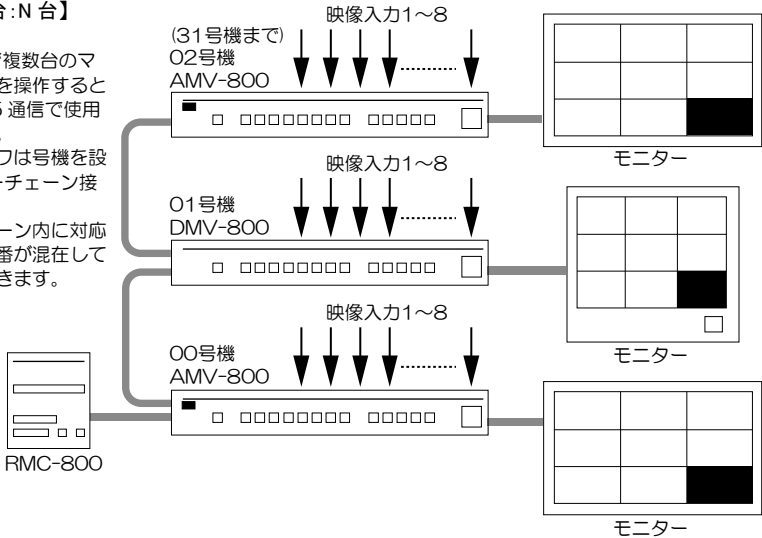 台:N 台】
複数台のマ
を操作すると
通信で使用
フは号機を設
ーチェーン接
ーン内に対応
番が混在して
きます。
映像入力1～8
(31号機まで)
02号機
AMV-800
モニター
映像入力1～8
01号機
DMV-800
モニター
映像入力1～8
00号機
AMV-800
RMC-800
モニター